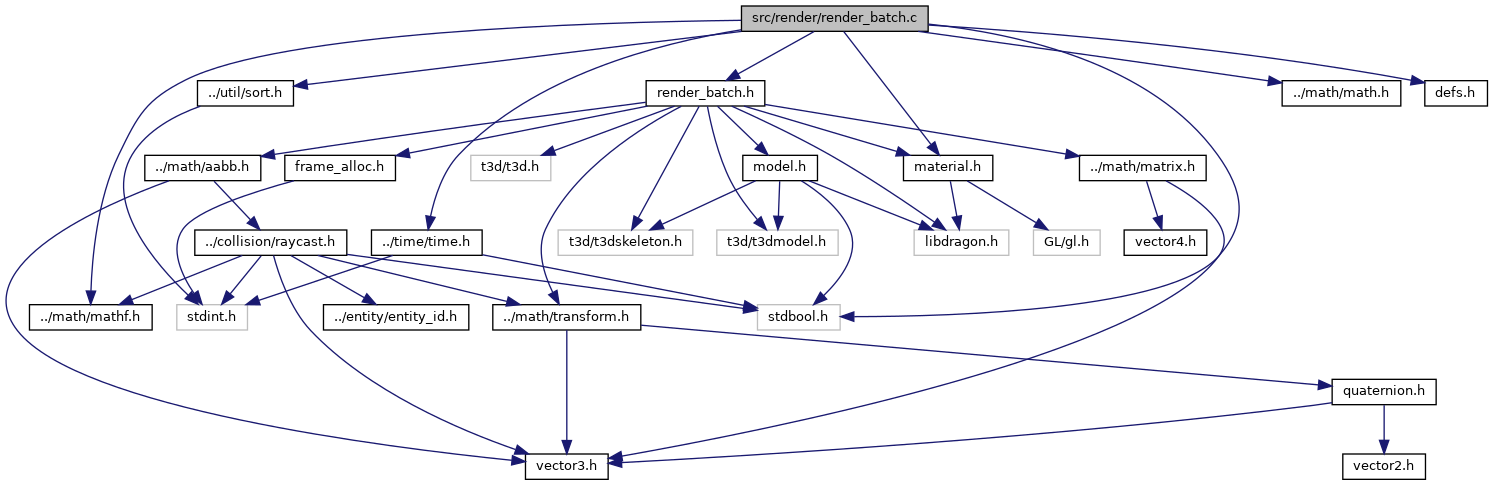 src/render/render_batch.c
../util/sort.h
render_batch.h
../math/math.h
defs.h
../math/aabb.h
frame_alloc.h
t3d/t3d.h
model.h
material.h
../math/matrix.h
../collision/raycast.h
../time/time.h
t3d/t3dskeleton.h
t3d/t3dmodel.h
libdragon.h
GL/gl.h
vector4.h
../math/mathf.h
stdint.h
../entity/entity_id.h
../math/transform.h
stdbool.h
quaternion.h
vector3.h
vector2.h